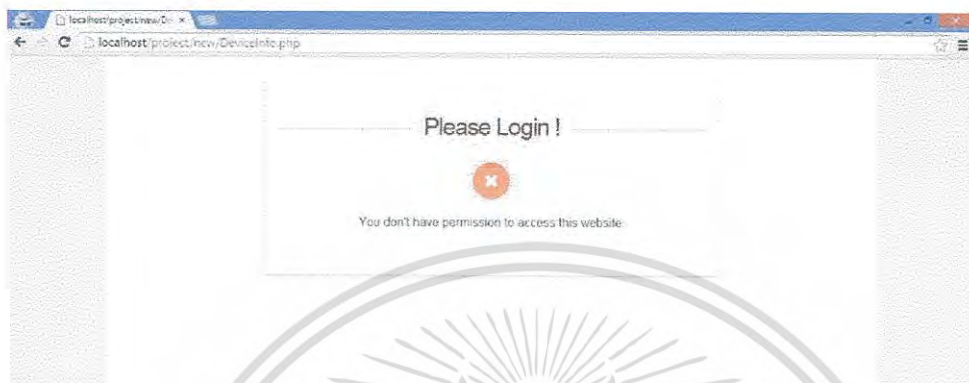 localhost/project/new/De
localhost/project/new/DeviceInfo.php
Please Login !
You don't have permission to access this website